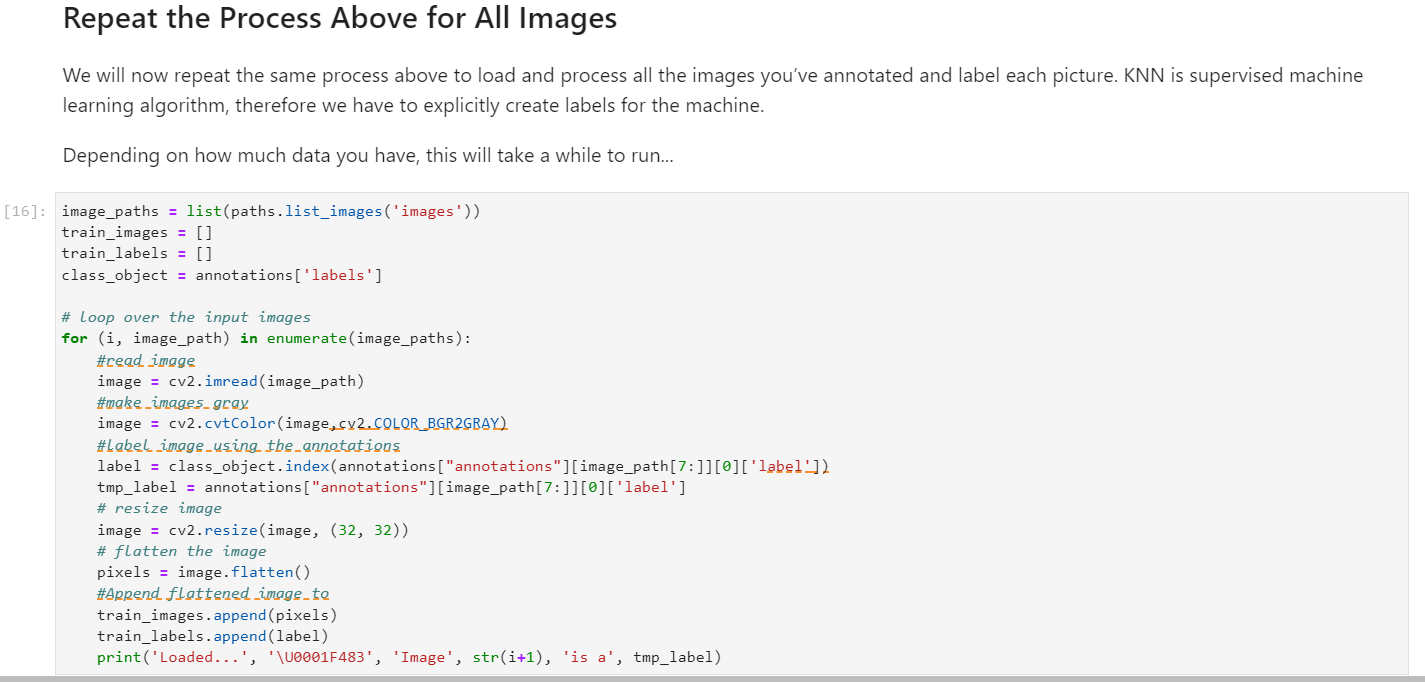 Repeat the Process Above for All Images
We will now repeat the same process above to load and process all the images you’ve annotated and label each picture. KNN is supervised machine
learning algorithm, therefore we have to explicitly create labels for the machine.
Depending on how much data you have, this will take a while to run...
[16]: image_paths = list(paths.list_images('images'))
train_images = []
train_labels = []
class_object = annotations['labels']
# loop over the input images
for (i, image_path) in enumerate(image_paths):
    #read image
    image = cv2.imread(image_path)
    #make images gray
    image = cv2.cvtColor(image,cv2.COLOR_BGR2GRAY)
    #label image using the annotations
    label = class_object.index(annotations["annotations"][image_path[7:]][0]['label'])
    tmp_label = annotations["annotations"][image_path[7:]][0]['label']
    # resize image
    image = cv2.resize(image, (32, 32))
    # flatten the image
    pixels = image.flatten()
    #Append flattened image to
    train_images.append(pixels)
    train_labels.append(label)
    print('Loaded...', '\U0001F483', 'Image', str(i+1), 'is a', tmp_label)